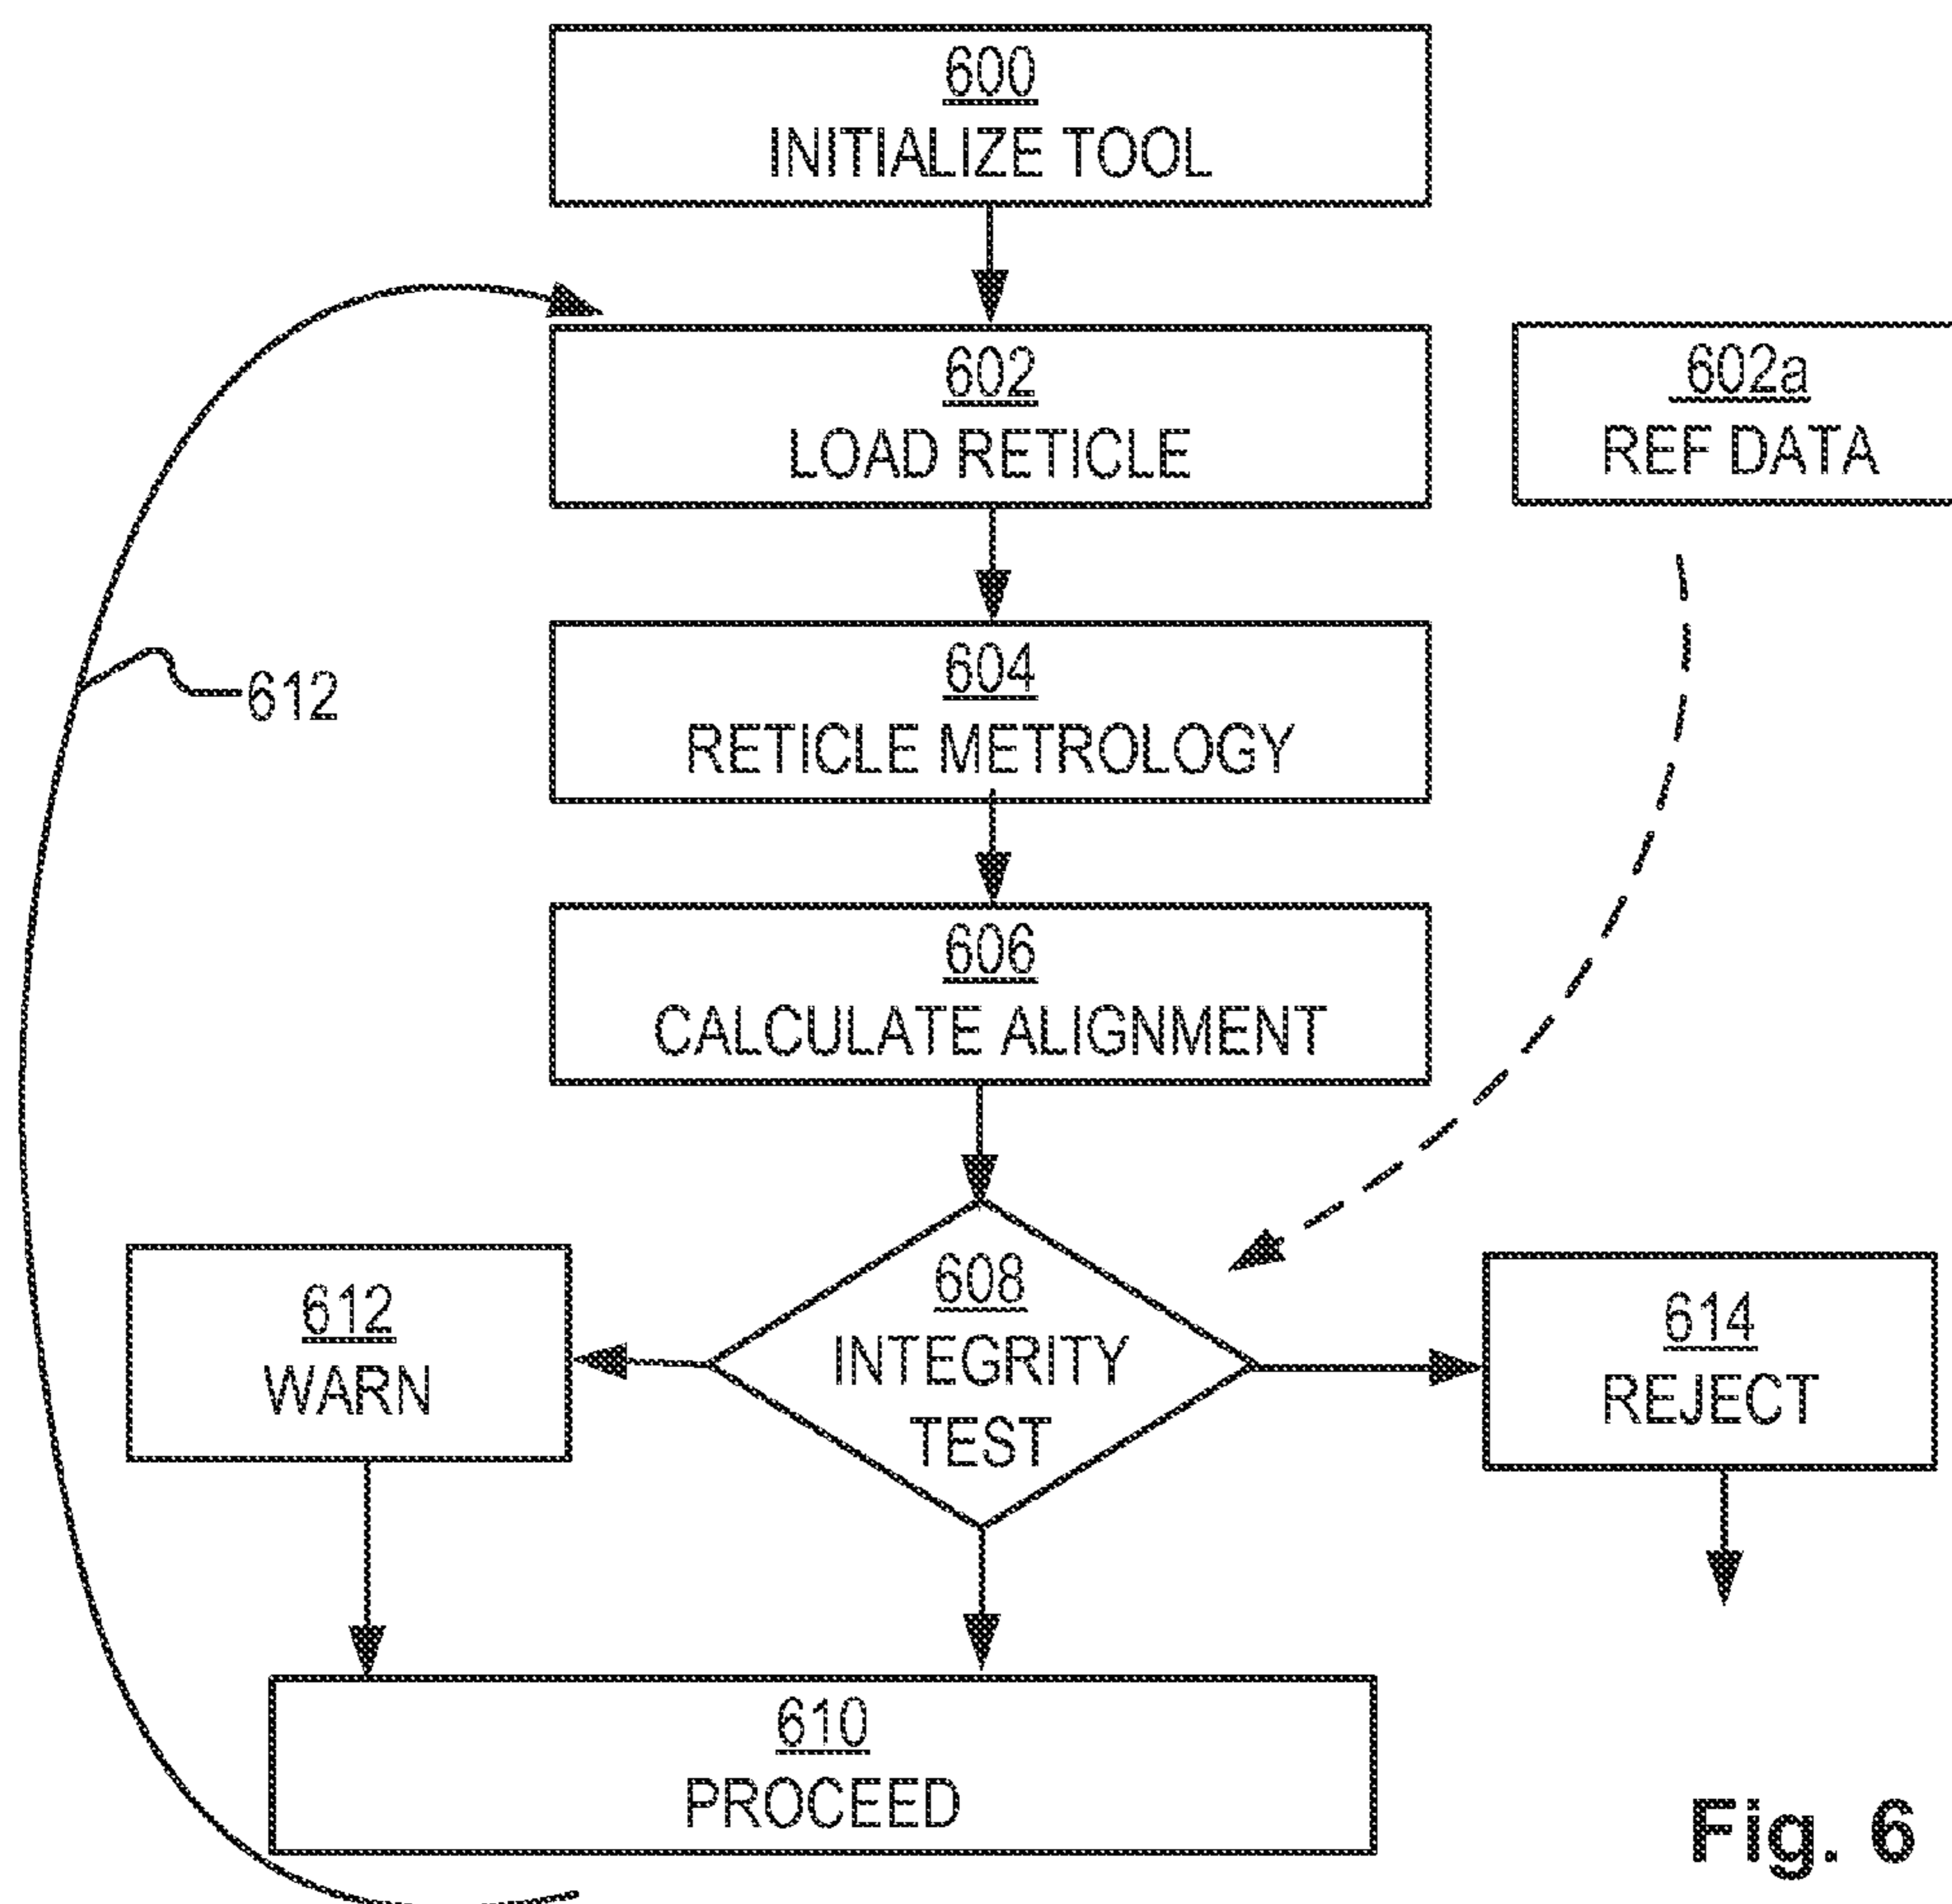 600
INITIALIZE TOOL
602
LOAD RETICLE
602a
REF DATA
604
RETICLE METROLOGY
612
606
CALCULATE ALIGNMENT
608
INTEGRITY
TEST
612
WARN
614
REJECT
610
PROCEED
Fig. 6